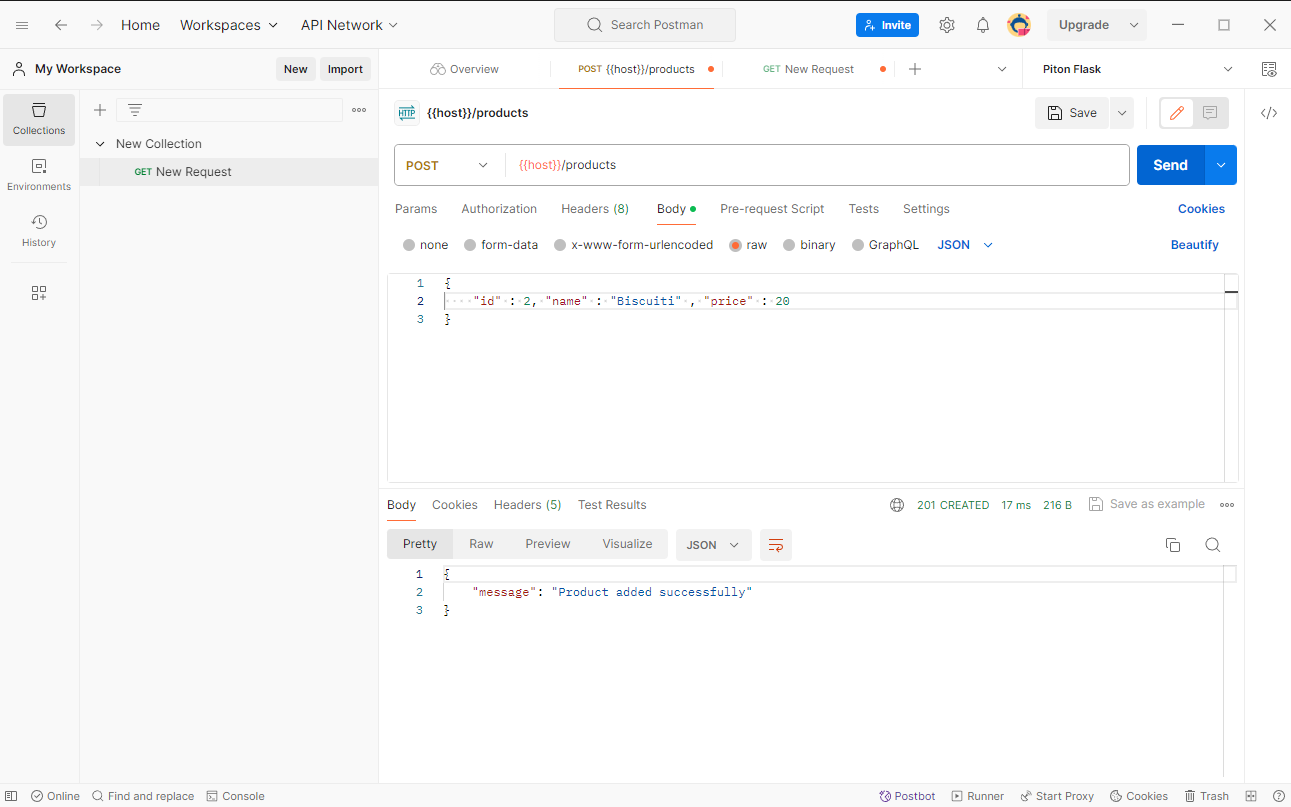 Home Workspaces API Network Search Postman Invite Upgrade
My Workspace New Import Overview POST {{host}}/products GET New Request Piton Flask
Collections
Environments
History
New Collection
GET New Request
HTTP {{host}}/products Save
POST {{host}}/products Send
Params Authorization Headers (8) Body Pre-request Script Tests Settings Cookies
none form-data x-www-form-urlencoded raw binary GraphQL JSON Beautify
1 {
2 "id" : 2, "name" : "Biscuiti" , "price" : 20
3 }
Body Cookies Headers (5) Test Results 201 CREATED 17 ms 216 B Save as example
Pretty Raw Preview Visualize JSON
1 {
2 "message": "Product added successfully"
3 }
Online Find and replace Console Postbot Runner Start Proxy Cookies Trash